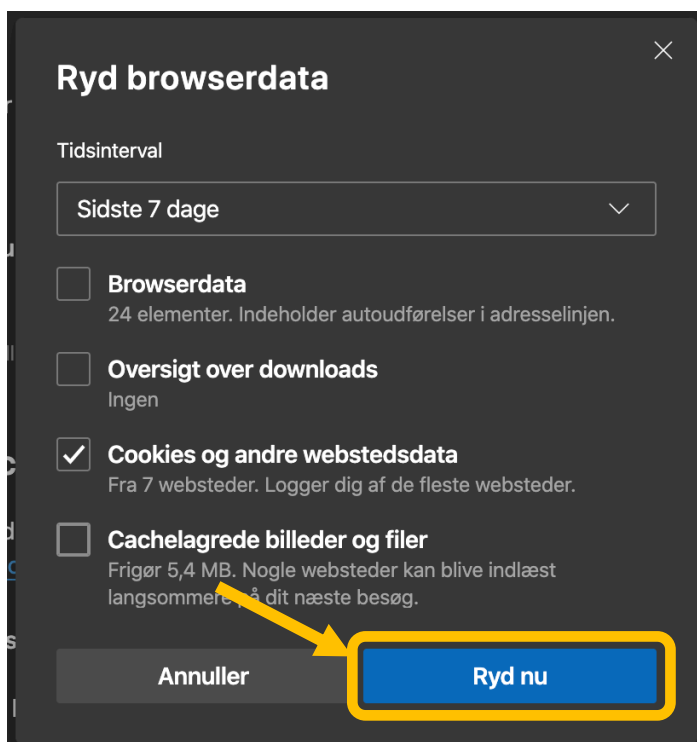 Ryd browserdata
Tidsinterval
Sidste 7 dage
Browserdata
24 elementer. Indeholder autoudførelser i adresselinjen.
Oversigt over downloads
Ingen
Cookies og andre webstedsdata
Fra 7 websteder. Logger dig af de fleste websteder.
Cachelagrede billeder og filer
Frigør 5,4 MB. Nogle websteder kan blive indlæst
langsommere på dit næste besøg.
Annuller
Ryd nu